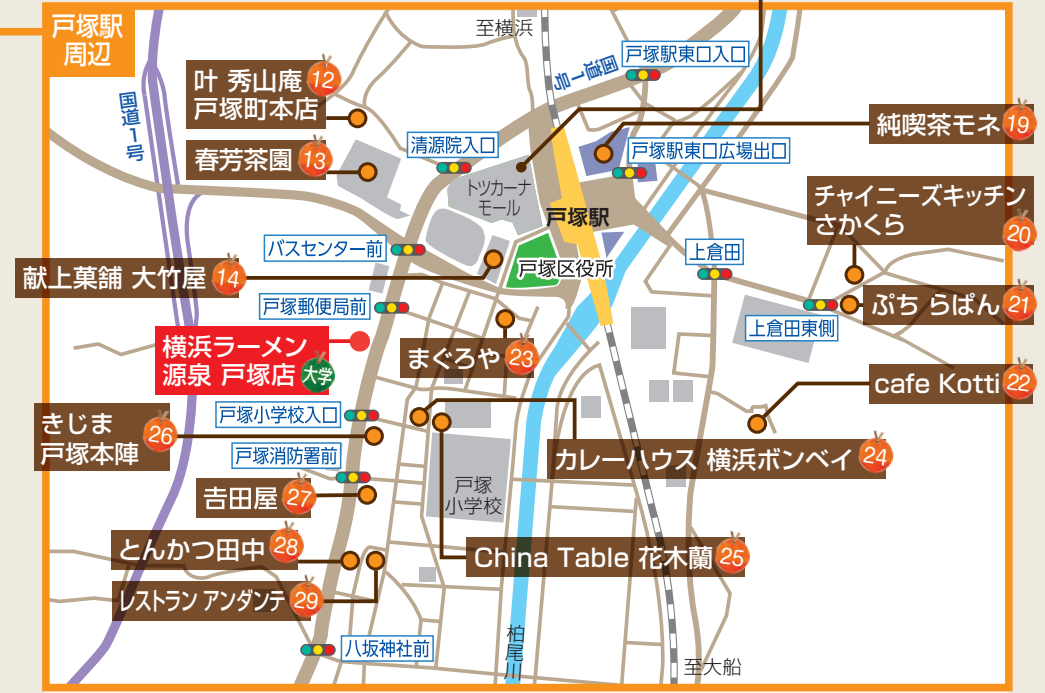 戸塚駅
周辺
至横浜
戸塚駅東口入口
国道1号
国道1号
叶 秀山庵 12
戸塚町本店
純喫茶モネ 19
清源院入口
戸塚駅東口広場出口
春芳茶園 13
トツカーナ
モール
チャイニーズキッチン
さかくら 20
戸塚駅
バスセンター前
上倉田
戸塚区役所
献上菓舗 大竹屋 14
戸塚郵便局前
ぷち らぱん 21
上倉田東側
横浜ラーメン
源泉 戸塚店 大学
まぐろや 23
cafe Kotti 22
戸塚小学校入口
きじま
戸塚本陣 26
戸塚消防署前
カレーハウス 横浜ボンベイ 24
𠮷田屋 27
戸塚
小学校
とんかつ田中 28
China Table 花木蘭 25
レストラン アンダンテ 29
八坂神社前
柏尾川
至大船